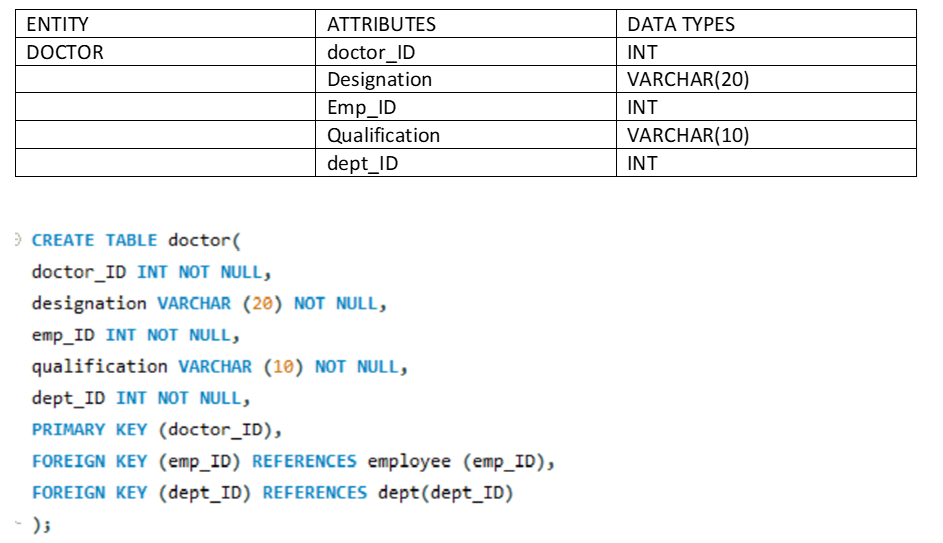 ENTITY ATTRIBUTES DATA TYPES
DOCTOR doctor_ID INT
Designation VARCHAR(20)
Emp_ID INT
Qualification VARCHAR(10)
dept_ID INT
CREATE TABLE doctor(
doctor_ID INT NOT NULL,
designation VARCHAR (20) NOT NULL,
emp_ID INT NOT NULL,
qualification VARCHAR (10) NOT NULL,
dept_ID INT NOT NULL,
PRIMARY KEY (doctor_ID),
FOREIGN KEY (emp_ID) REFERENCES employee (emp_ID),
FOREIGN KEY (dept_ID) REFERENCES dept(dept_ID)
);